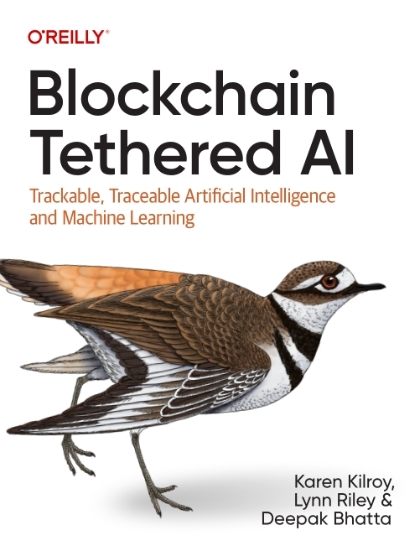 O'REILLY®
Blockchain
Tethered AI
Trackable, Traceable Artificial Intelligence
and Machine Learning
Karen Kilroy,
Lynn Riley &
Deepak Bhatta